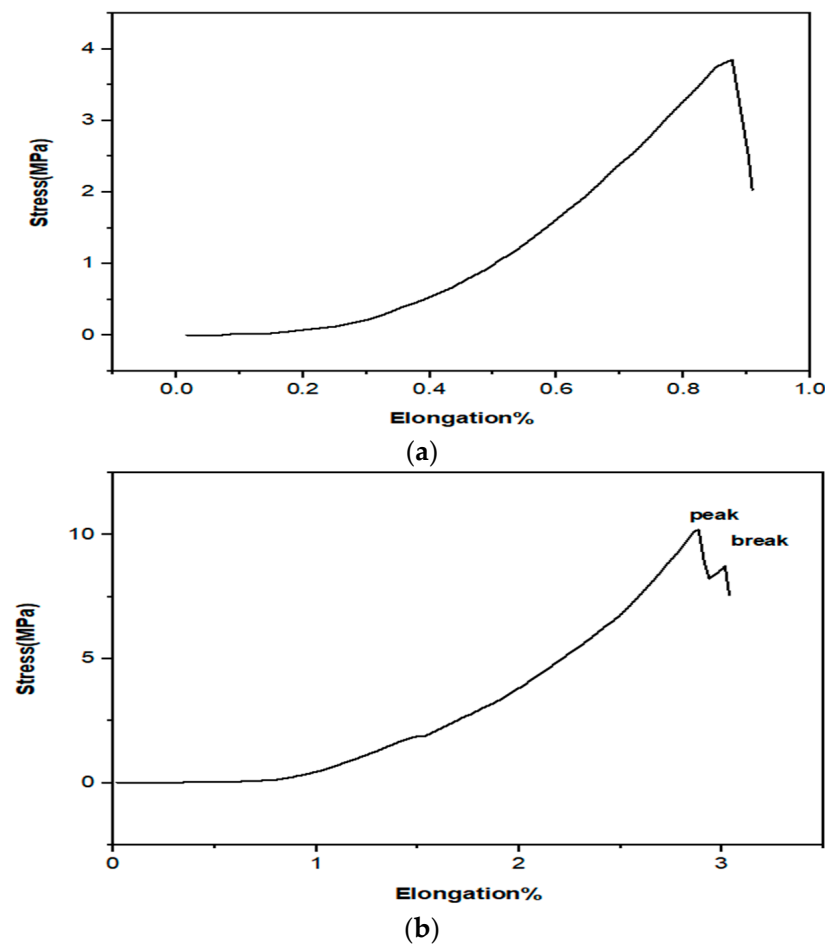 4
3
2
1
0
Stress(MPa)
0.0 0.2 0.4 0.6 0.8 1.0
Elongation%
(a)
10
5
0
Stress(MPa)
peak
break
0 1 2 3
Elongation%
(b)